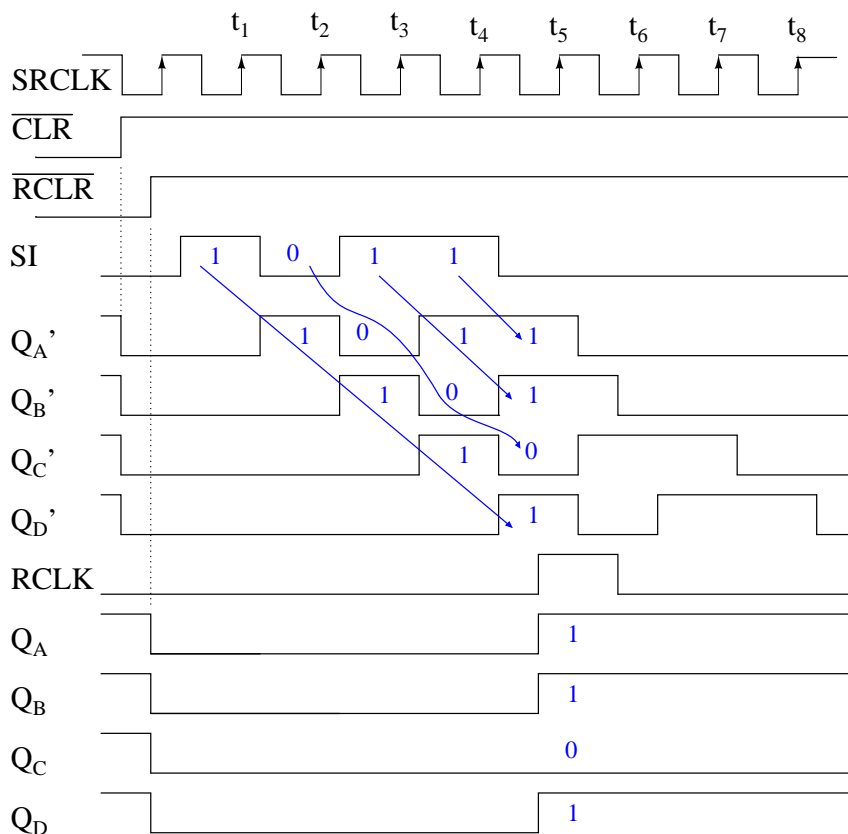 t1 t2 t3 t4 t5 t6 t7 t8
SRCLK
CLR
RCLR
SI 1 0 1 1
QA’ 1 0 1 1
QB’ 1 0 1
QC’ 1 0
QD’ 1
RCLK
QA 1
QB 1
QC 0
QD 1